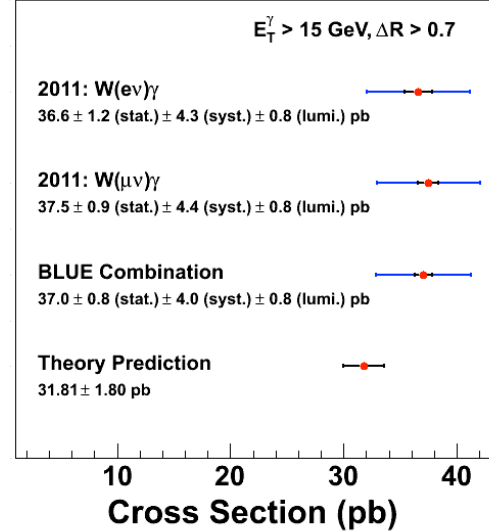 E_T^γ > 15 GeV, ΔR > 0.7
2011: W(eν)γ
36.6 ± 1.2 (stat.) ± 4.3 (syst.) ± 0.8 (lumi.) pb
2011: W(μν)γ
37.5 ± 0.9 (stat.) ± 4.4 (syst.) ± 0.8 (lumi.) pb
BLUE Combination
37.0 ± 0.8 (stat.) ± 4.0 (syst.) ± 0.8 (lumi.) pb
Theory Prediction
31.81 ± 1.80 pb
10 20 30 40
Cross Section (pb)